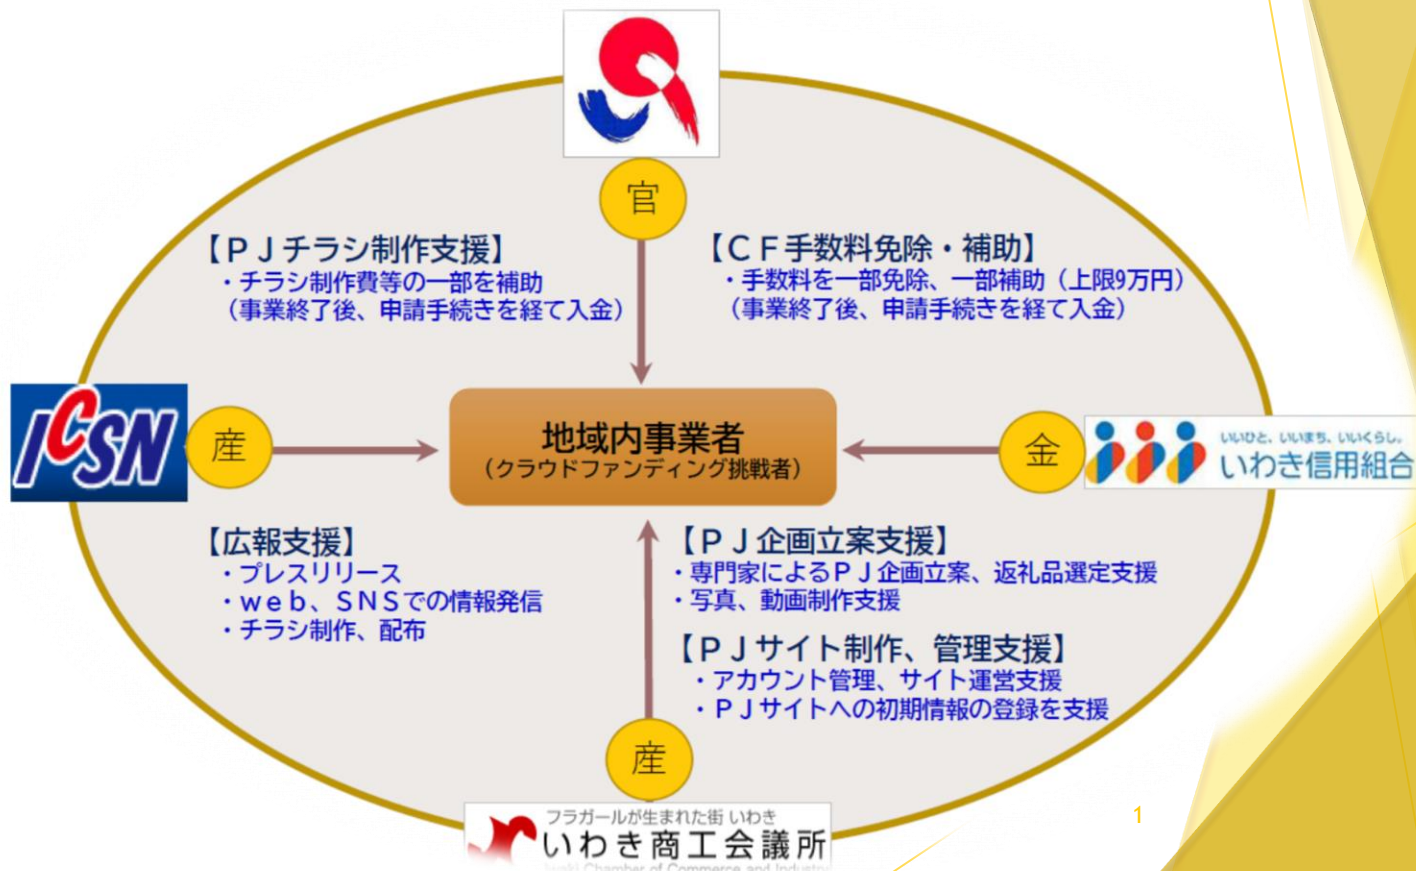 官
【ＰＪチラシ制作支援】
・チラシ制作費等の一部を補助
（事業終了後、申請手続きを経て入金）
【ＣＦ手数料免除・補助】
・手数料を一部免除、一部補助（上限9万円）
（事業終了後、申請手続きを経て入金）
ICSN
産
地域内事業者
（クラウドファンディング挑戦者）
金
いいひと、いいまち、いいくらし。
いわき信用組合
【広報支援】
・プレスリリース
・ｗｅｂ、ＳＮＳでの情報発信
・チラシ制作、配布
【ＰＪ企画立案支援】
・専門家によるＰＪ企画立案、返礼品選定支援
・写真、動画制作支援
【ＰＪサイト制作、管理支援】
・アカウント管理、サイト運営支援
・ＰＪサイトへの初期情報の登録を支援
産
フラガールが生まれた街 いわき
いわき商工会議所
Iwaki Chamber of Commerce and Industry
1